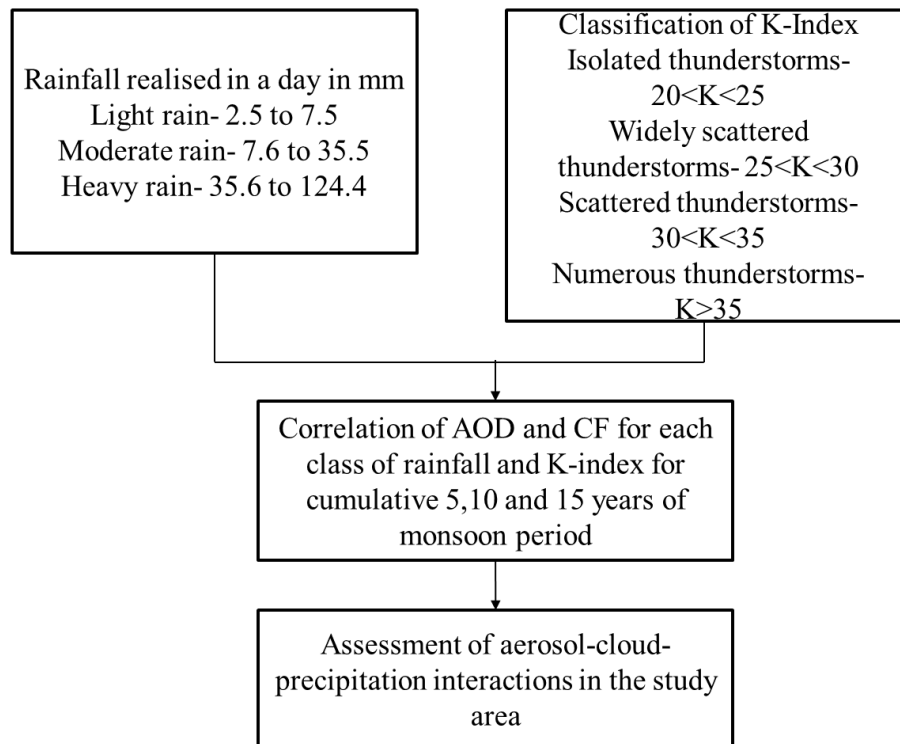 Rainfall realised in a day in mm
Light rain- 2.5 to 7.5
Moderate rain- 7.6 to 35.5
Heavy rain- 35.6 to 124.4
Classification of K-Index
Isolated thunderstorms-
20<K<25
Widely scattered
thunderstorms- 25<K<30
Scattered thunderstorms-
30<K<35
Numerous thunderstorms-
K>35
Correlation of AOD and CF for each
class of rainfall and K-index for
cumulative 5,10 and 15 years of
monsoon period
Assessment of aerosol-cloud-
precipitation interactions in the study
area